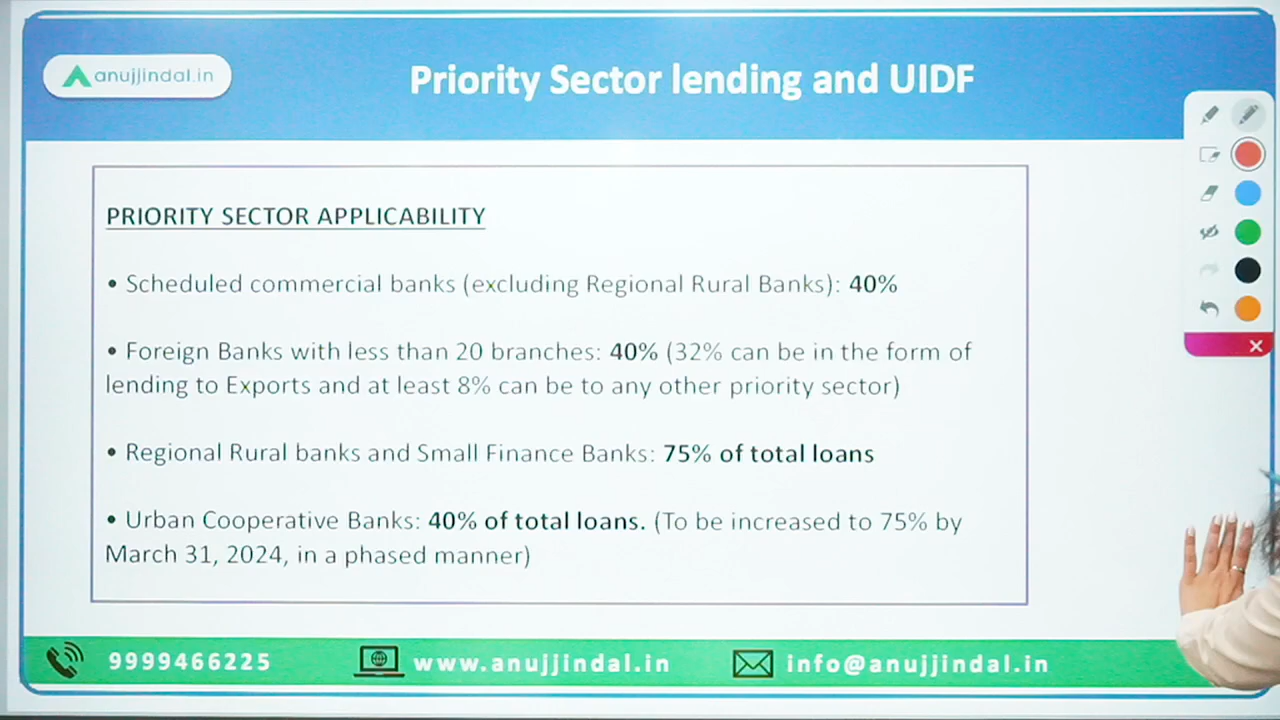 anujjindal.in
Priority Sector lending and UIDF
PRIORITY SECTOR APPLICABILITY
• Scheduled commercial banks (excluding Regional Rural Banks): 40%
• Foreign Banks with less than 20 branches: 40% (32% can be in the form of
lending to Exports and at least 8% can be to any other priority sector)
• Regional Rural banks and Small Finance Banks: 75% of total loans
• Urban Cooperative Banks: 40% of total loans. (To be increased to 75% by
March 31, 2024, in a phased manner)
9999466225
www.anujjindal.in
info@anujjindal.in